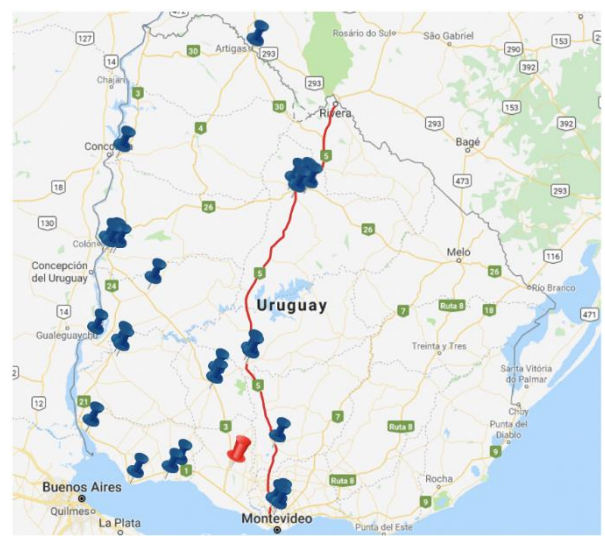 472
127
14
Chajarí
3
30
Artigas
293
Rosário do Sul
São Gabriel
290
153
392
293
30
Rivera
5
4
153
392
293
Bagé
473
293
18
130
26
Colón
26
Melo
116
26
Río Branco
Concepción
del Uruguay
24
5
Uruguay
7
Ruta 8
18
471
14
Gualeguaychú
Treinta y Tres
Santa Vitória
do Palmar
12
21
5
3
7
Ruta 8
Chuy
Punta del
Diablo
9
1
Buenos Aires
Quilmes
La Plata
Montevideo
Ruta 8
Rocha
9
Punta del Este